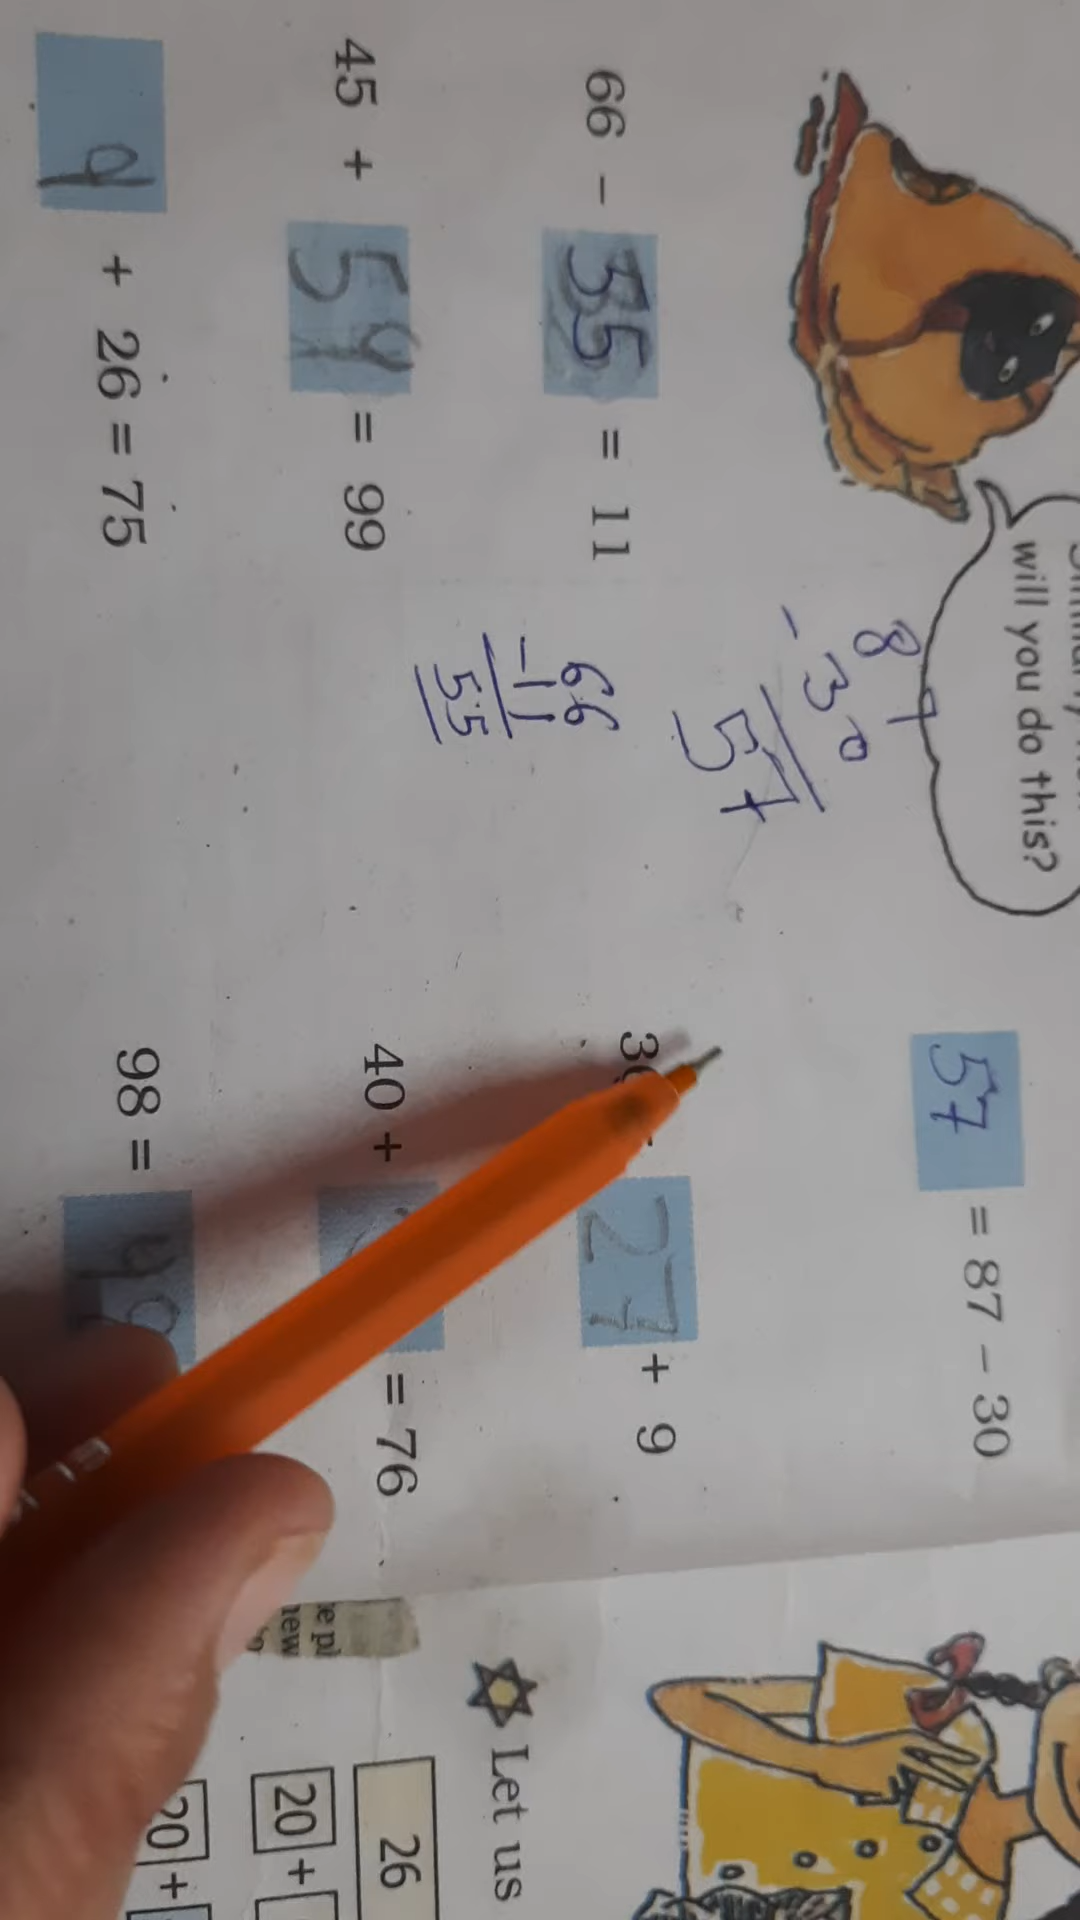 will you do this?
57 = 87 - 30
87
- 30
57
66 - 55 = 11
66
-11
55
27 + 9
45 + 59 = 99
40 +
= 76
9 + 26 = 75
98 =
Let us
26
20 +
20 +